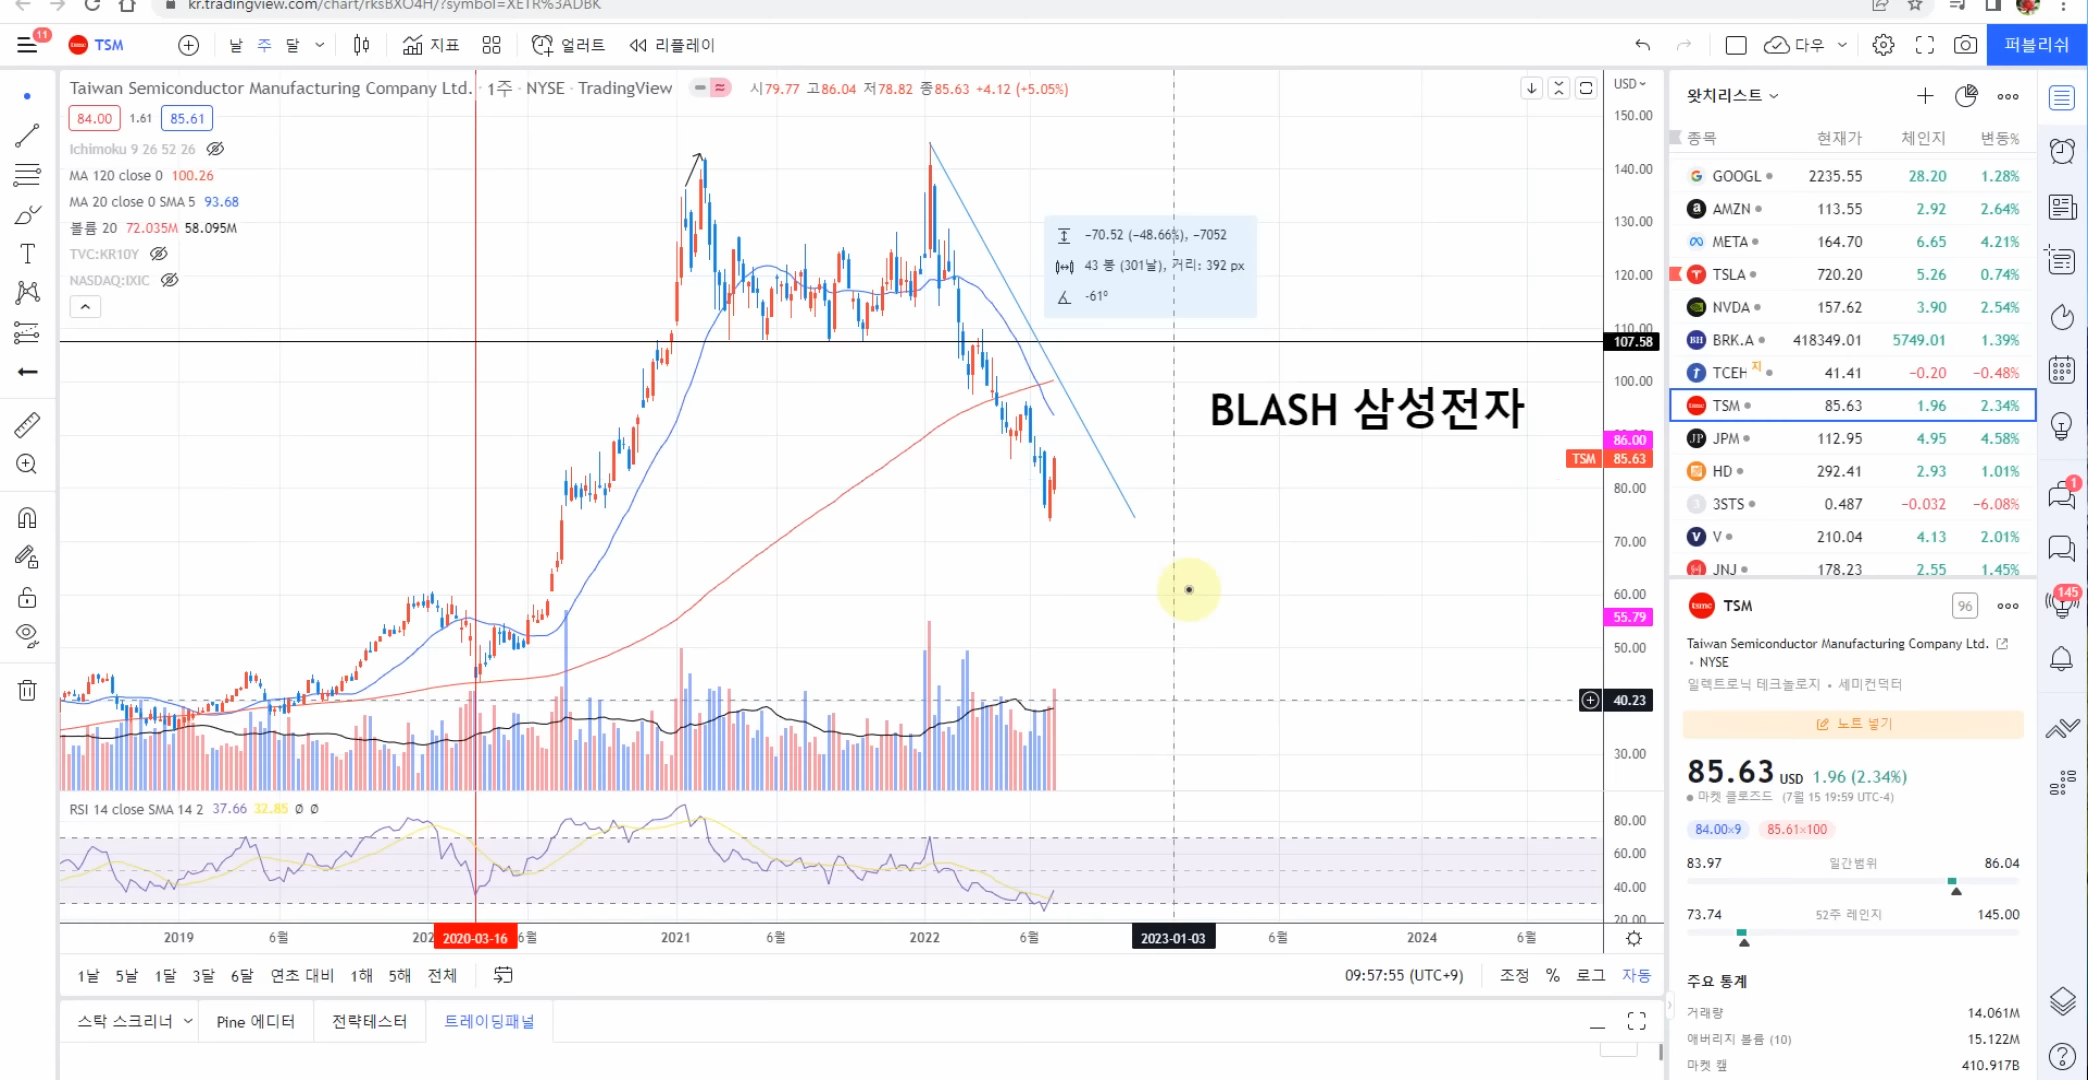 kr.tradingview.com/chart/rksBXO4H/?symbol=XETR%3ADBK
11
TSM
날 주 달
지표
얼러트
리플레이
다우
퍼블리쉬
Taiwan Semiconductor Manufacturing Company Ltd. · 1주 · NYSE · TradingView
시79.77 고86.04 저78.82 종85.63 +4.12 (+5.05%)
USD
84.00 1.61 85.61
Ichimoku 9 26 52 26
MA 120 close 0 100.26
MA 20 close 0 SMA 5 93.68
볼륨 20 72.035M 58.095M
TVC:KR10Y
NASDAQ:IXIC
-70.52 (-48.66%), -7052
43 봉 (301날), 거리: 392 px
-61º
BLASH 삼성전자
150.00
140.00
130.00
120.00
110.00
107.58
100.00
86.00
TSM 85.63
80.00
70.00
60.00
55.79
50.00
40.23
30.00
RSI 14 close SMA 14 2 37.66 32.85 Ø Ø
80.00
60.00
40.00
20.00
2019 6월 202 2020-03-16 6월 2021 6월 2022 6월 2023-01-03 6월 2024 6월
1날 5날 1달 3달 6달 연초 대비 1해 5해 전체
09:57:55 (UTC+9) 조정 % 로그 자동
스탁 스크리너 Pine 에디터 전략테스터 트레이딩패널
왓치리스트
종목 현재가 체인지 변동%
GOOGL 2235.55 28.20 1.28%
AMZN 113.55 2.92 2.64%
META 164.70 6.65 4.21%
TSLA 720.20 5.26 0.74%
NVDA 157.62 3.90 2.54%
BRK.A 418349.01 5749.01 1.39%
TCEH 지 41.41 -0.20 -0.48%
TSM 85.63 1.96 2.34%
JPM 112.95 4.95 4.58%
HD 292.41 2.93 1.01%
3STS 0.487 -0.032 -6.08%
V 210.04 4.13 2.01%
JNJ 178.23 2.55 1.45%
TSM 96
Taiwan Semiconductor Manufacturing Company Ltd.
• NYSE
일렉트로닉 테크놀로지 • 세미컨덕터
노트 넣기
85.63 USD 1.96 (2.34%)
마켓 클로즈드 (7월 15 19:59 UTC-4)
84.00×9 85.61×100
83.97 일간범위 86.04
73.74 52주 레인지 145.00
주요 통계
거래량 14.061M
애버리지 볼륨 (10) 15.122M
마켓 캪 410.917B
1
145